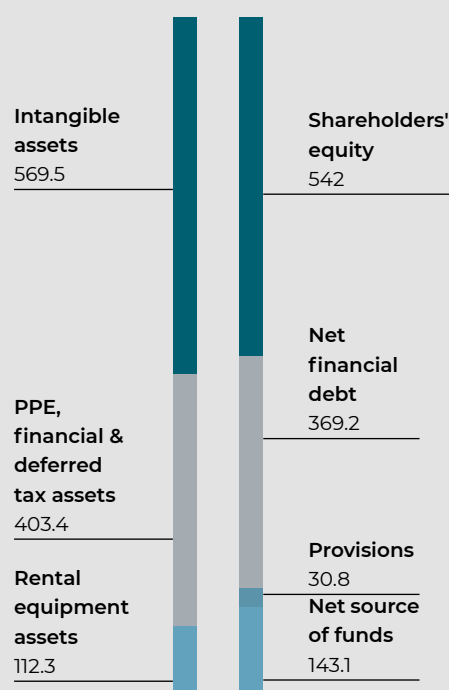 Intangible
assets
569.5
PPE,
financial &
deferred
tax assets
403.4
Rental
equipment
assets
112.3
Shareholders'
equity
542
Net
financial
debt
369.2
Provisions
30.8
Net source
of funds
143.1